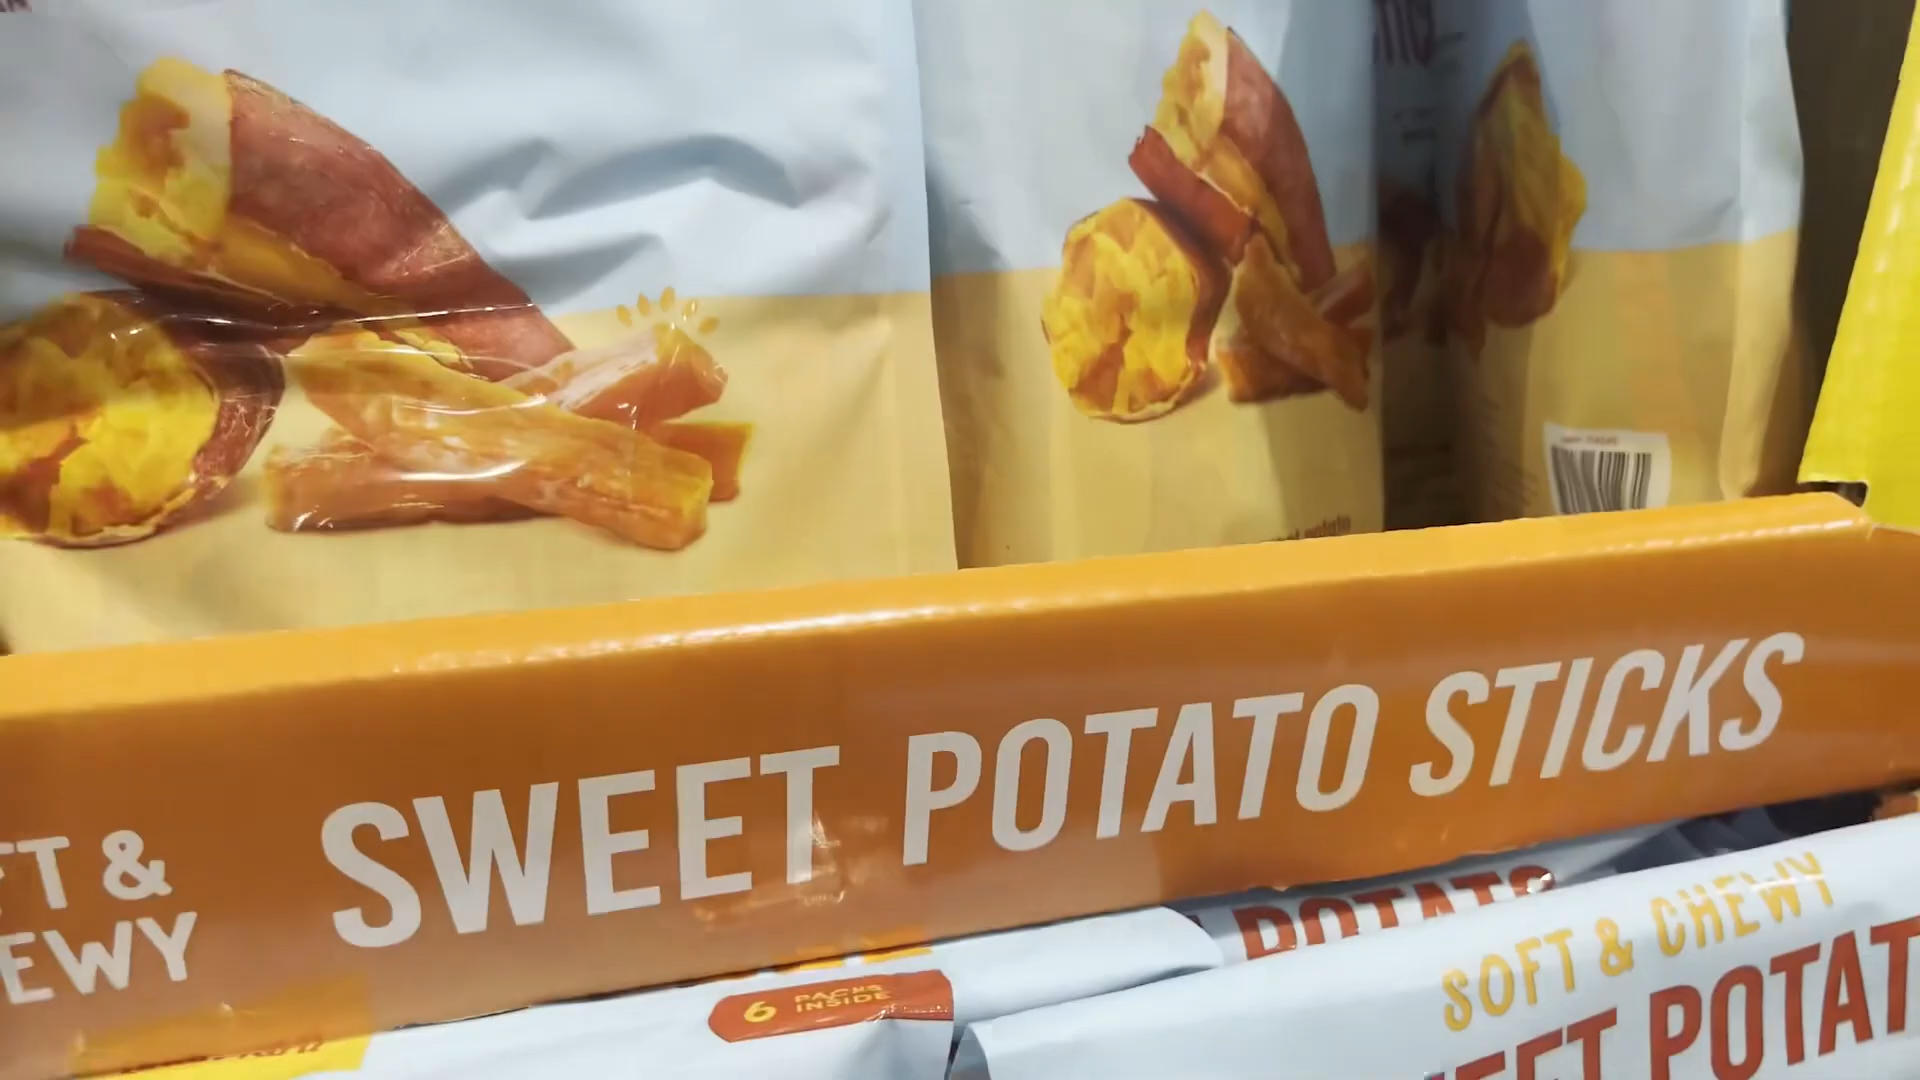 FT &
EWY
SWEET POTATO STICKS
POTATO
6 PACKS
INSIDE
SOFT & CHEWY
EET POTAT